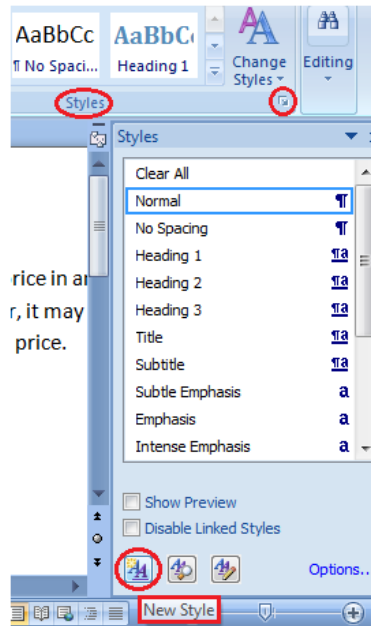 AaBbCc AaBbC
¶ No Spaci... Heading 1 Change Styles Editing
Styles
Styles
Clear All
Normal ¶
No Spacing ¶
Heading 1 ¶a
Heading 2 ¶a
Heading 3 ¶a
Title ¶a
Subtitle ¶a
Subtle Emphasis a
Emphasis a
Intense Emphasis a
rice in a
r, it may
price.
Show Preview
Disable Linked Styles
Options..
New Style